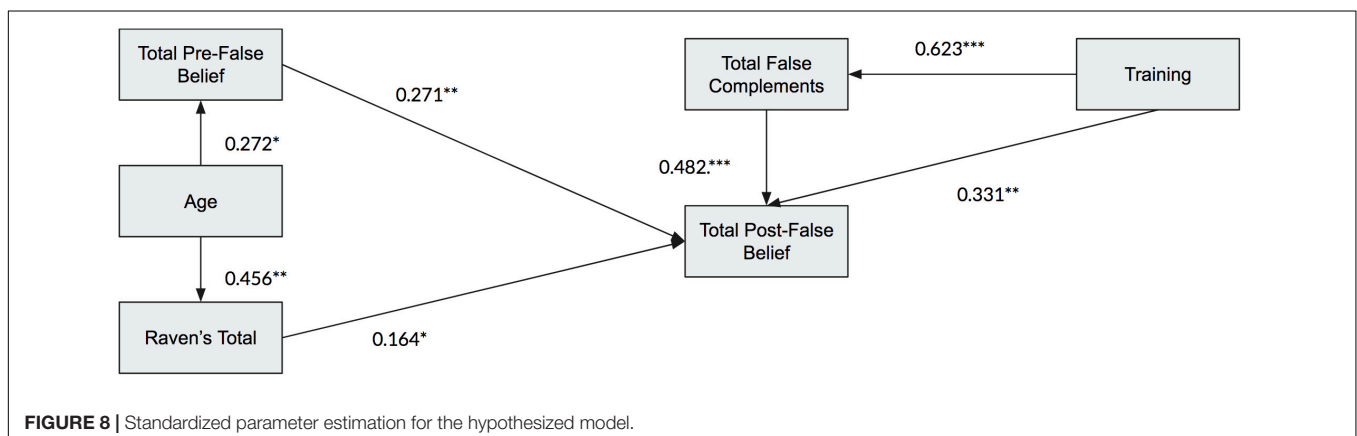 Total Pre-False
Belief
0.271**
0.272*
Age
0.456**
Raven's Total
0.164*
Total False
Complements
0.623***
Training
0.482.***
0.331**
Total Post-False
Belief
FIGURE 8 | Standardized parameter estimation for the hypothesized model.